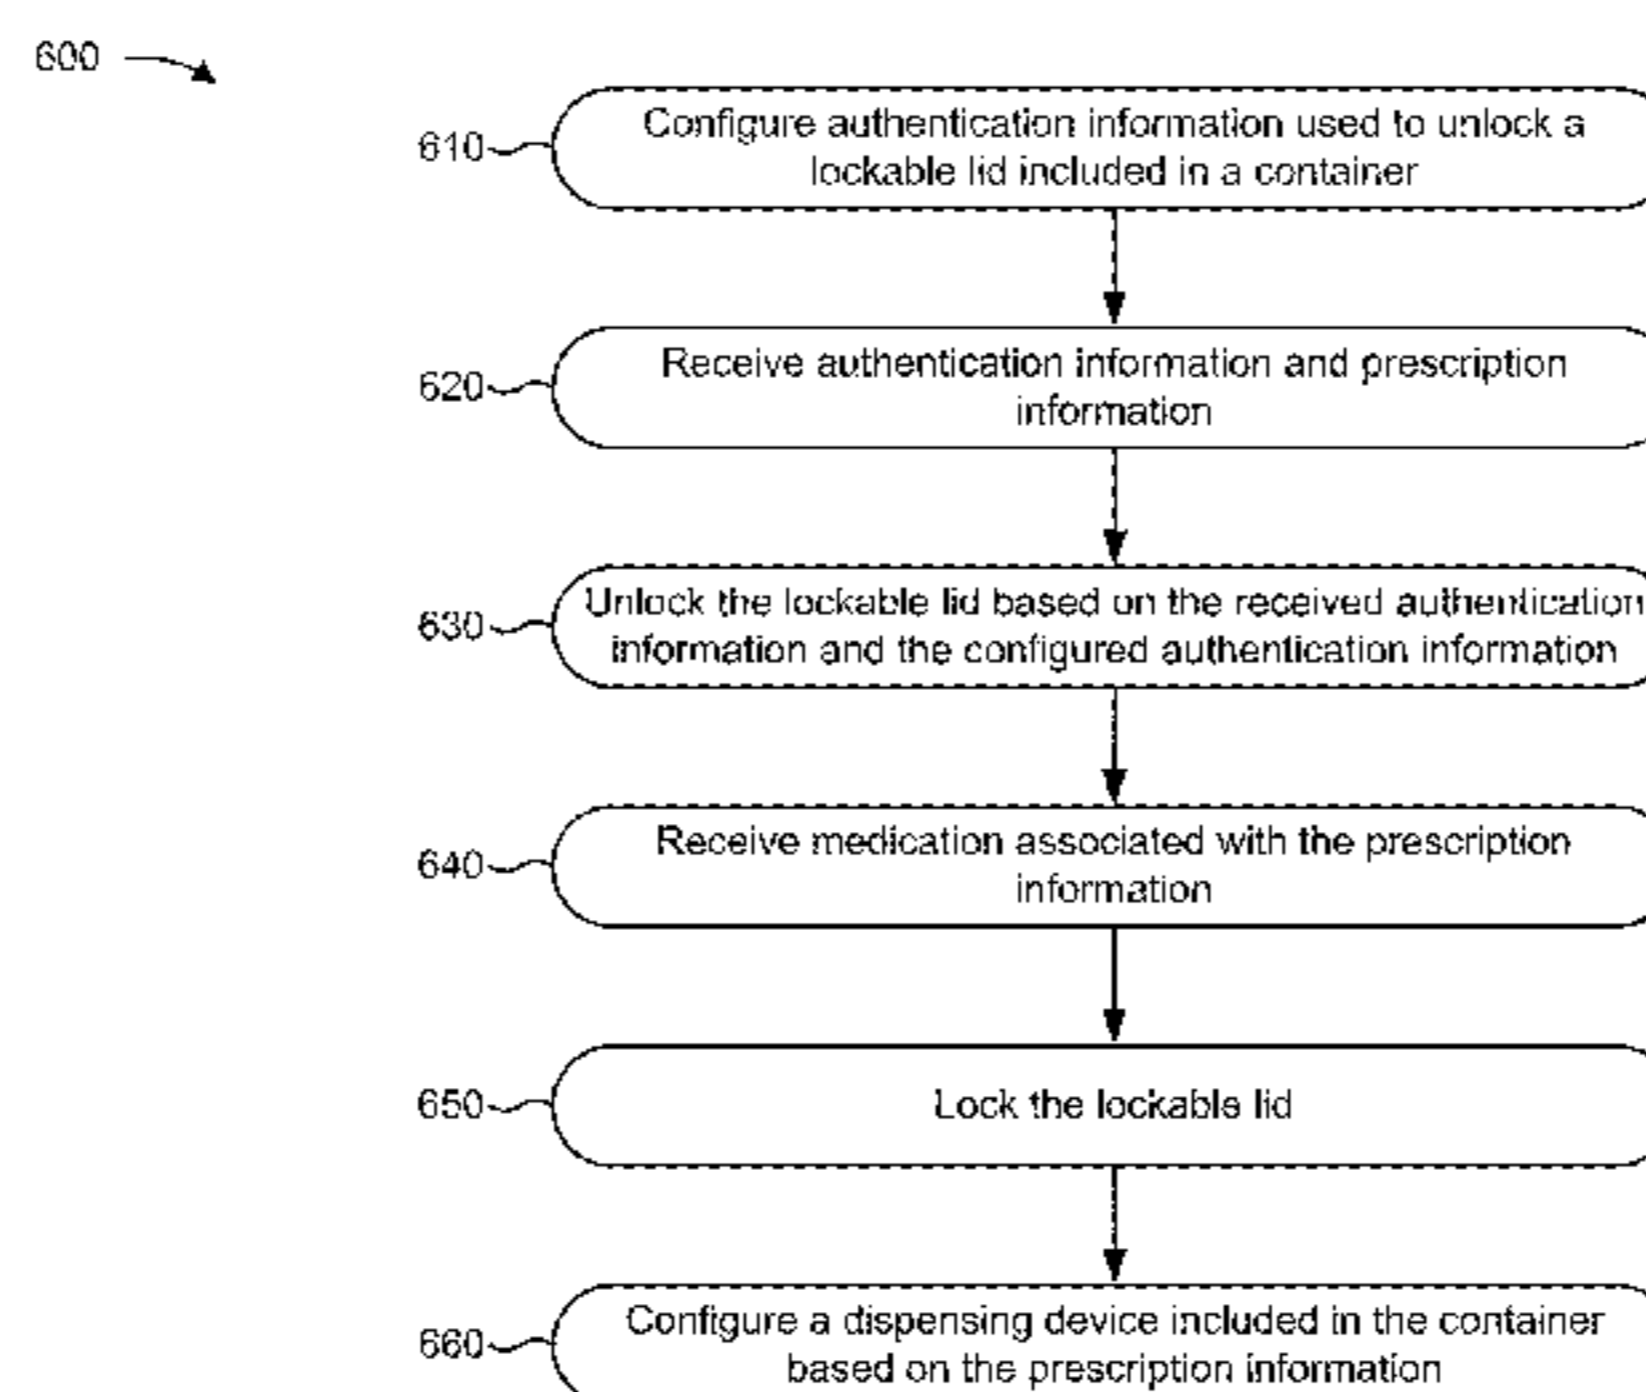 600
610
Configure authentication information used to unlock a
lockable lid included in a container
620
Receive authentication information and prescription
information
630
Unlock the lockable lid based on the received authentication
information and the configured authentication information
640
Receive medication associated with the prescription
information
650
Lock the lockable lid
660
Configure a dispensing device included in the container
based on the prescription information